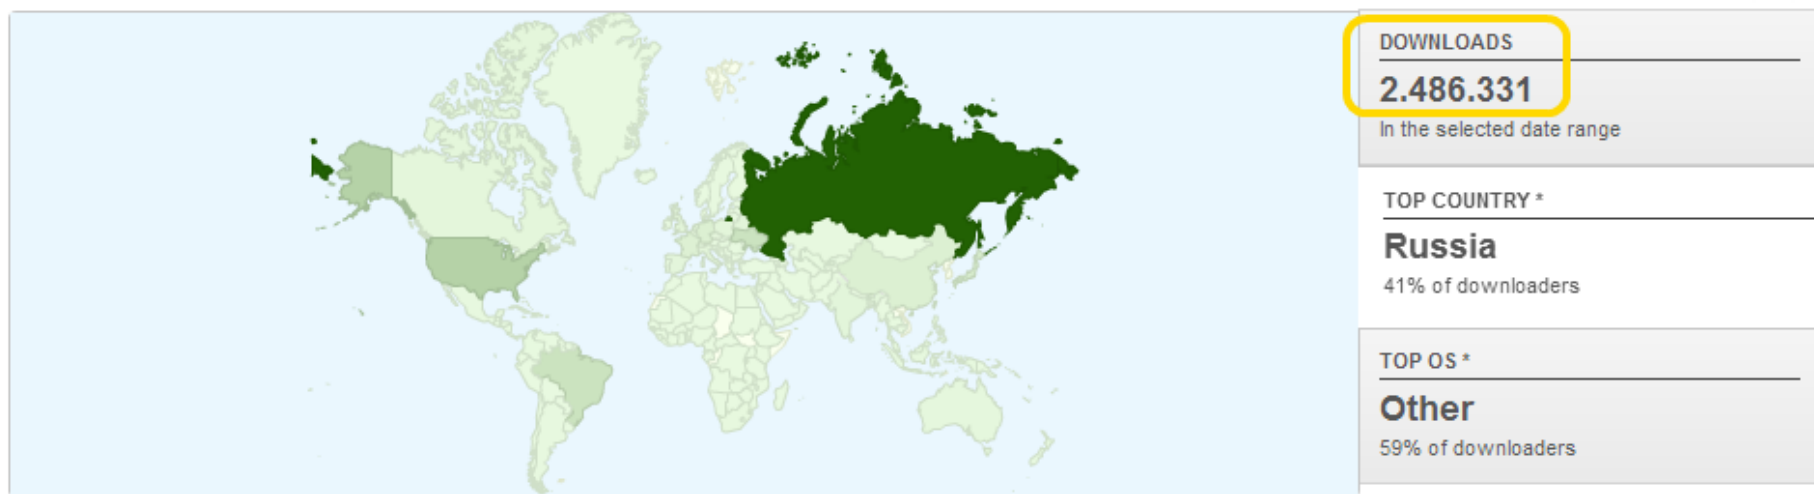 DOWNLOADS
2.486.331
In the selected date range
TOP COUNTRY *
Russia
41% of downloaders
TOP OS *
Other
59% of downloaders